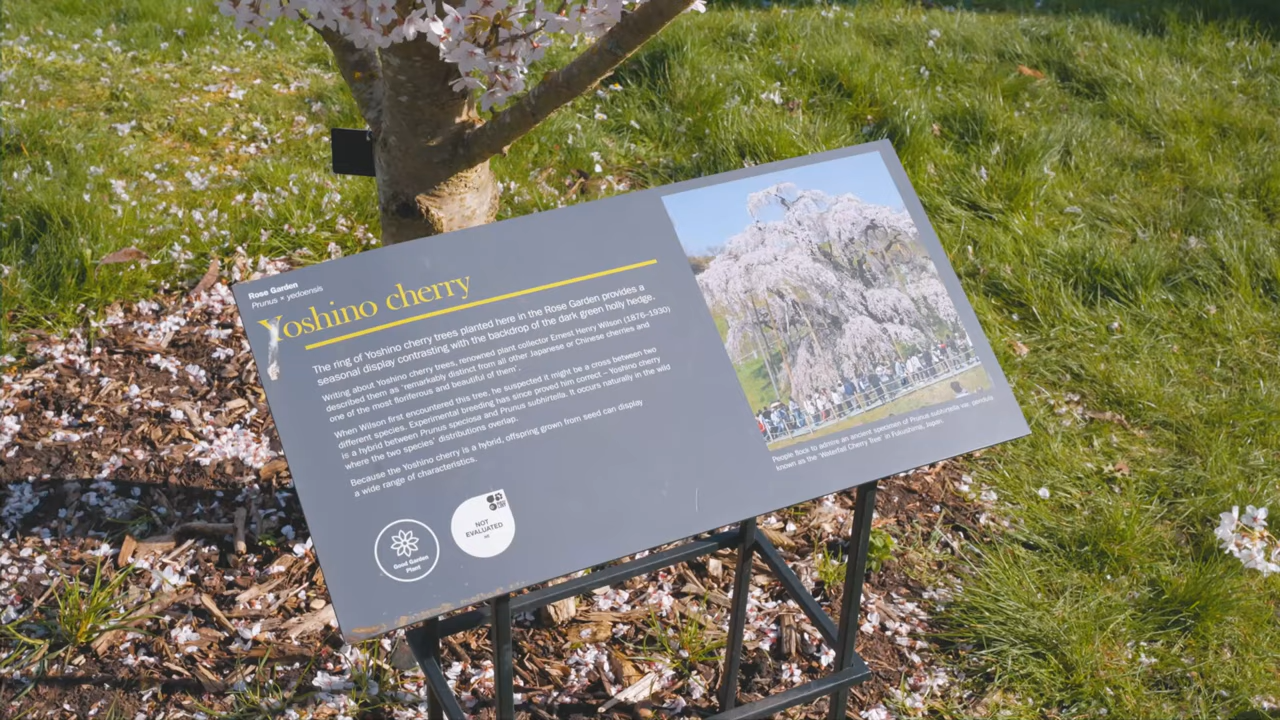 Rose Garden
Prunus × yedoensis
Yoshino cherry
The ring of Yoshino cherry trees planted here in the Rose Garden provides a
seasonal display contrasting with the backdrop of the dark green holly hedge.
Writing about Yoshino cherry trees, renowned plant collector Ernest Henry Wilson (1876–1930)
described them as 'remarkably distinct from all other Japanese or Chinese cherries and
one of the most floriferous and beautiful of them'.
When Wilson first encountered this tree, he suspected it might be a cross between two
different species. Experimental breeding has since proved him correct – Yoshino cherry
is a hybrid between Prunus speciosa and Prunus subhirtella. It occurs naturally in the wild
where the two species' distributions overlap.
Because the Yoshino cherry is a hybrid, offspring grown from seed can display
a wide range of characteristics.
People flock to admire an ancient specimen of Prunus subhirtella var. pendula
known as the 'Waterfall Cherry Tree' in Fukushima, Japan.
Good Garden
Plant
NOT
EVALUATED
NE